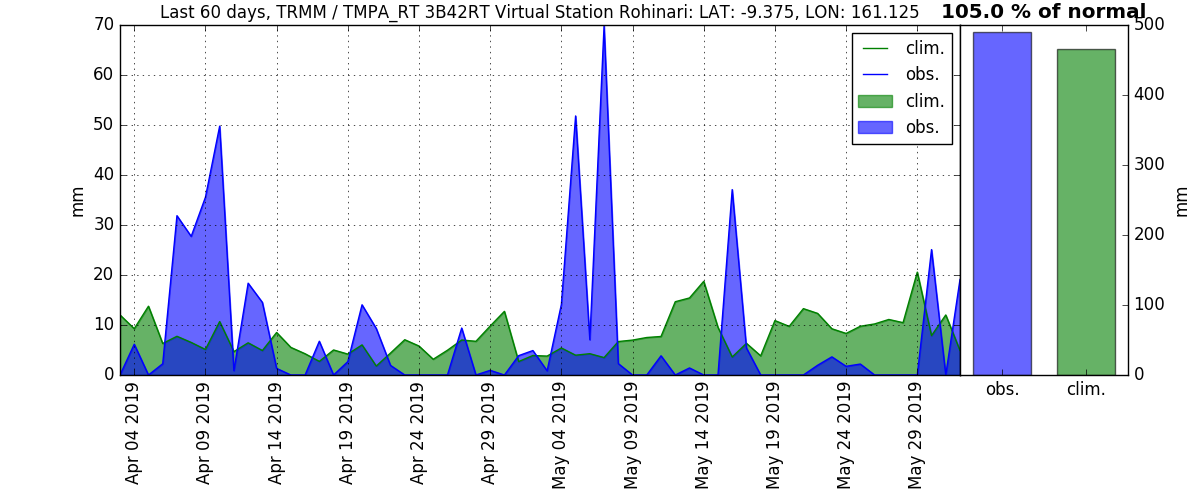 Last 60 days, TRMM / TMPA_RT 3B42RT Virtual Station Rohinari: LAT: -9.375, LON: 161.125
105.0 % of normal
70
60
50
40
30
20
10
0
mm
clim.
obs.
clim.
obs.
500
400
300
200
100
0
mm
obs.
clim.
Apr 04 2019
Apr 09 2019
Apr 14 2019
Apr 19 2019
Apr 24 2019
Apr 29 2019
May 04 2019
May 09 2019
May 14 2019
May 19 2019
May 24 2019
May 29 2019